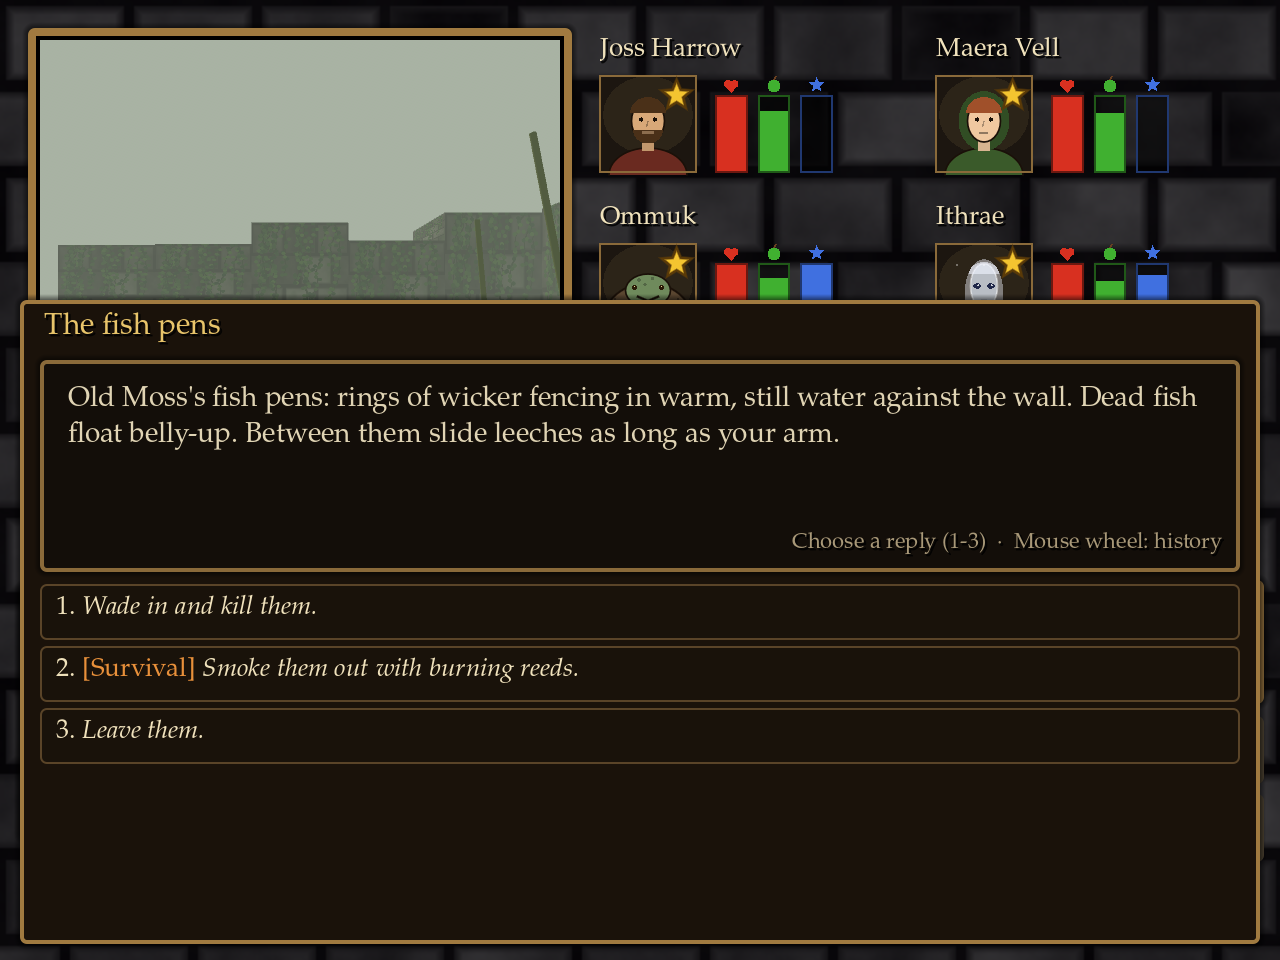 Joss Harrow
Maera Vell
Ommuk
Ithrae
The fish pens
Old Moss's fish pens: rings of wicker fencing in warm, still water against the wall. Dead fish
float belly-up. Between them slide leeches as long as your arm.
Choose a reply (1-3) · Mouse wheel: history
1. Wade in and kill them.
2. [Survival] Smoke them out with burning reeds.
3. Leave them.